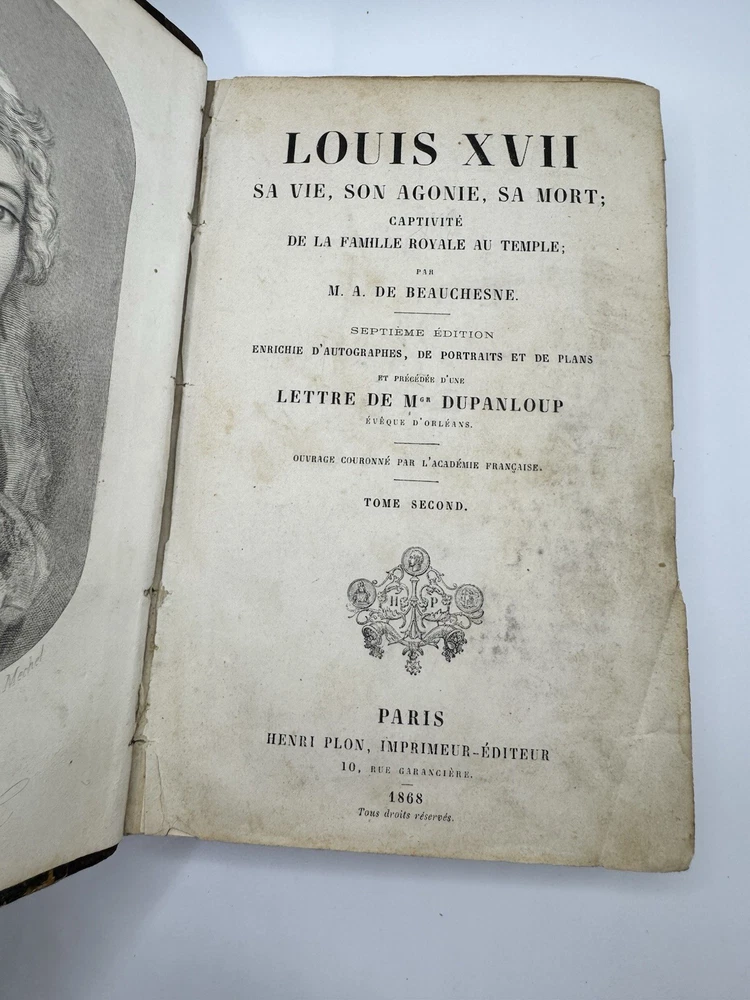 LOUIS XVII
SA VIE, SON AGONIE, SA MORT;
CAPTIVITÉ
DE LA FAMILLE ROYALE AU TEMPLE;
PAR
M. A. DE BEAUCHESNE.
SEPTIÈME ÉDITION
ENRICHIE D'AUTOGRAPHES, DE PORTRAITS ET DE PLANS
ET PRÉCÉDÉE D'UNE
LETTRE DE MGR DUPANLOUP
ÉVÊQUE D'ORLÉANS.
OUVRAGE COURONNÉ PAR L'ACADÉMIE FRANÇAISE.
TOME SECOND.
H P
PARIS
HENRI PLON, IMPRIMEUR-ÉDITEUR
10, RUE GARANCIÈRE.
1868
Tous droits réservés.
Mechel